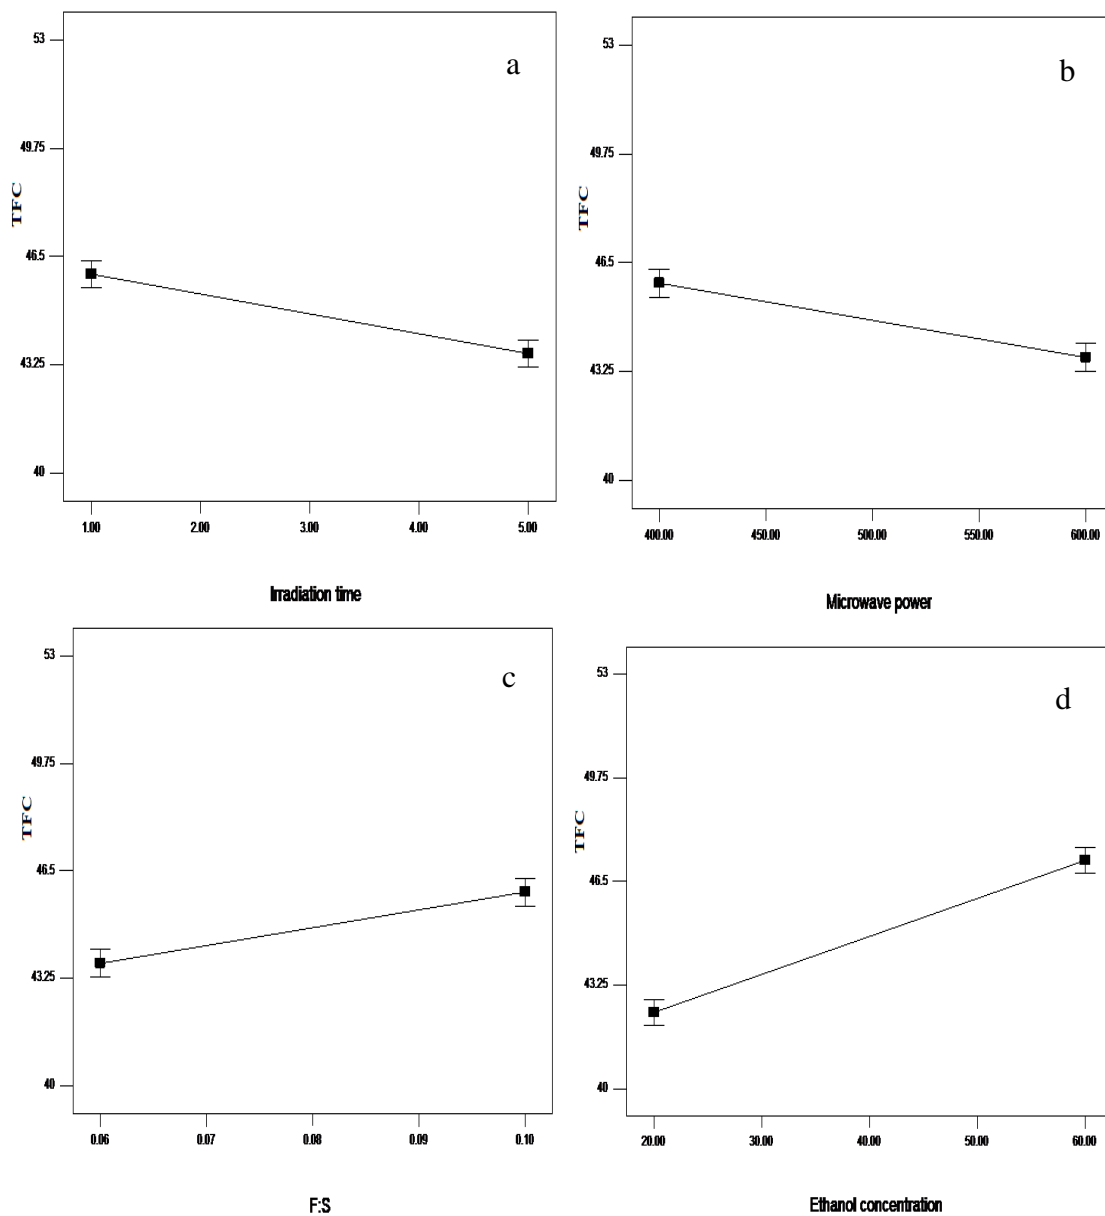 a
53
49.75
46.5
43.25
40
TFC
1.00 2.00 3.00 4.00 5.00
Irradiation time
b
53
49.75
46.5
43.25
40
TFC
400.00 450.00 500.00 550.00 600.00
Microwave power
c
53
49.75
46.5
43.25
40
TFC
0.06 0.07 0.08 0.09 0.10
F:S
d
53
49.75
46.5
43.25
40
TFC
20.00 30.00 40.00 50.00 60.00
Ethanol concentration